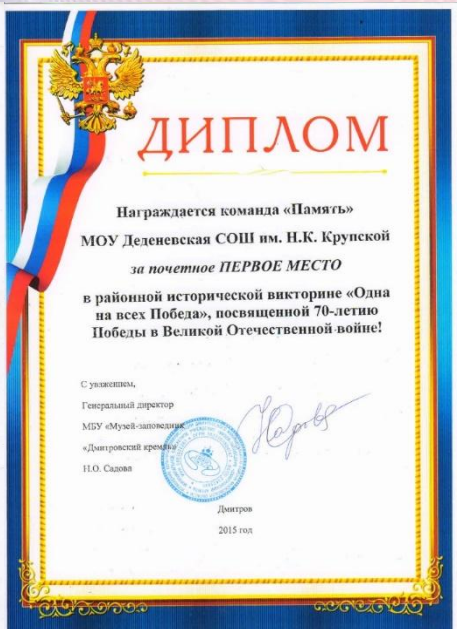 ДИПЛОМ
Награждается команда «Память»
МОУ Деденевская СОШ им. Н.К. Крупской
за почетное ПЕРВОЕ МЕСТО
в районной исторической викторине «Одна
на всех Победа», посвященной 70-летию
Победы в Великой Отечественной войне!
С уважением,
Генеральный директор
МБУ «Музей-заповедник
«Дмитровский кремль»
Н.О. Садова
Дмитров
2015 год